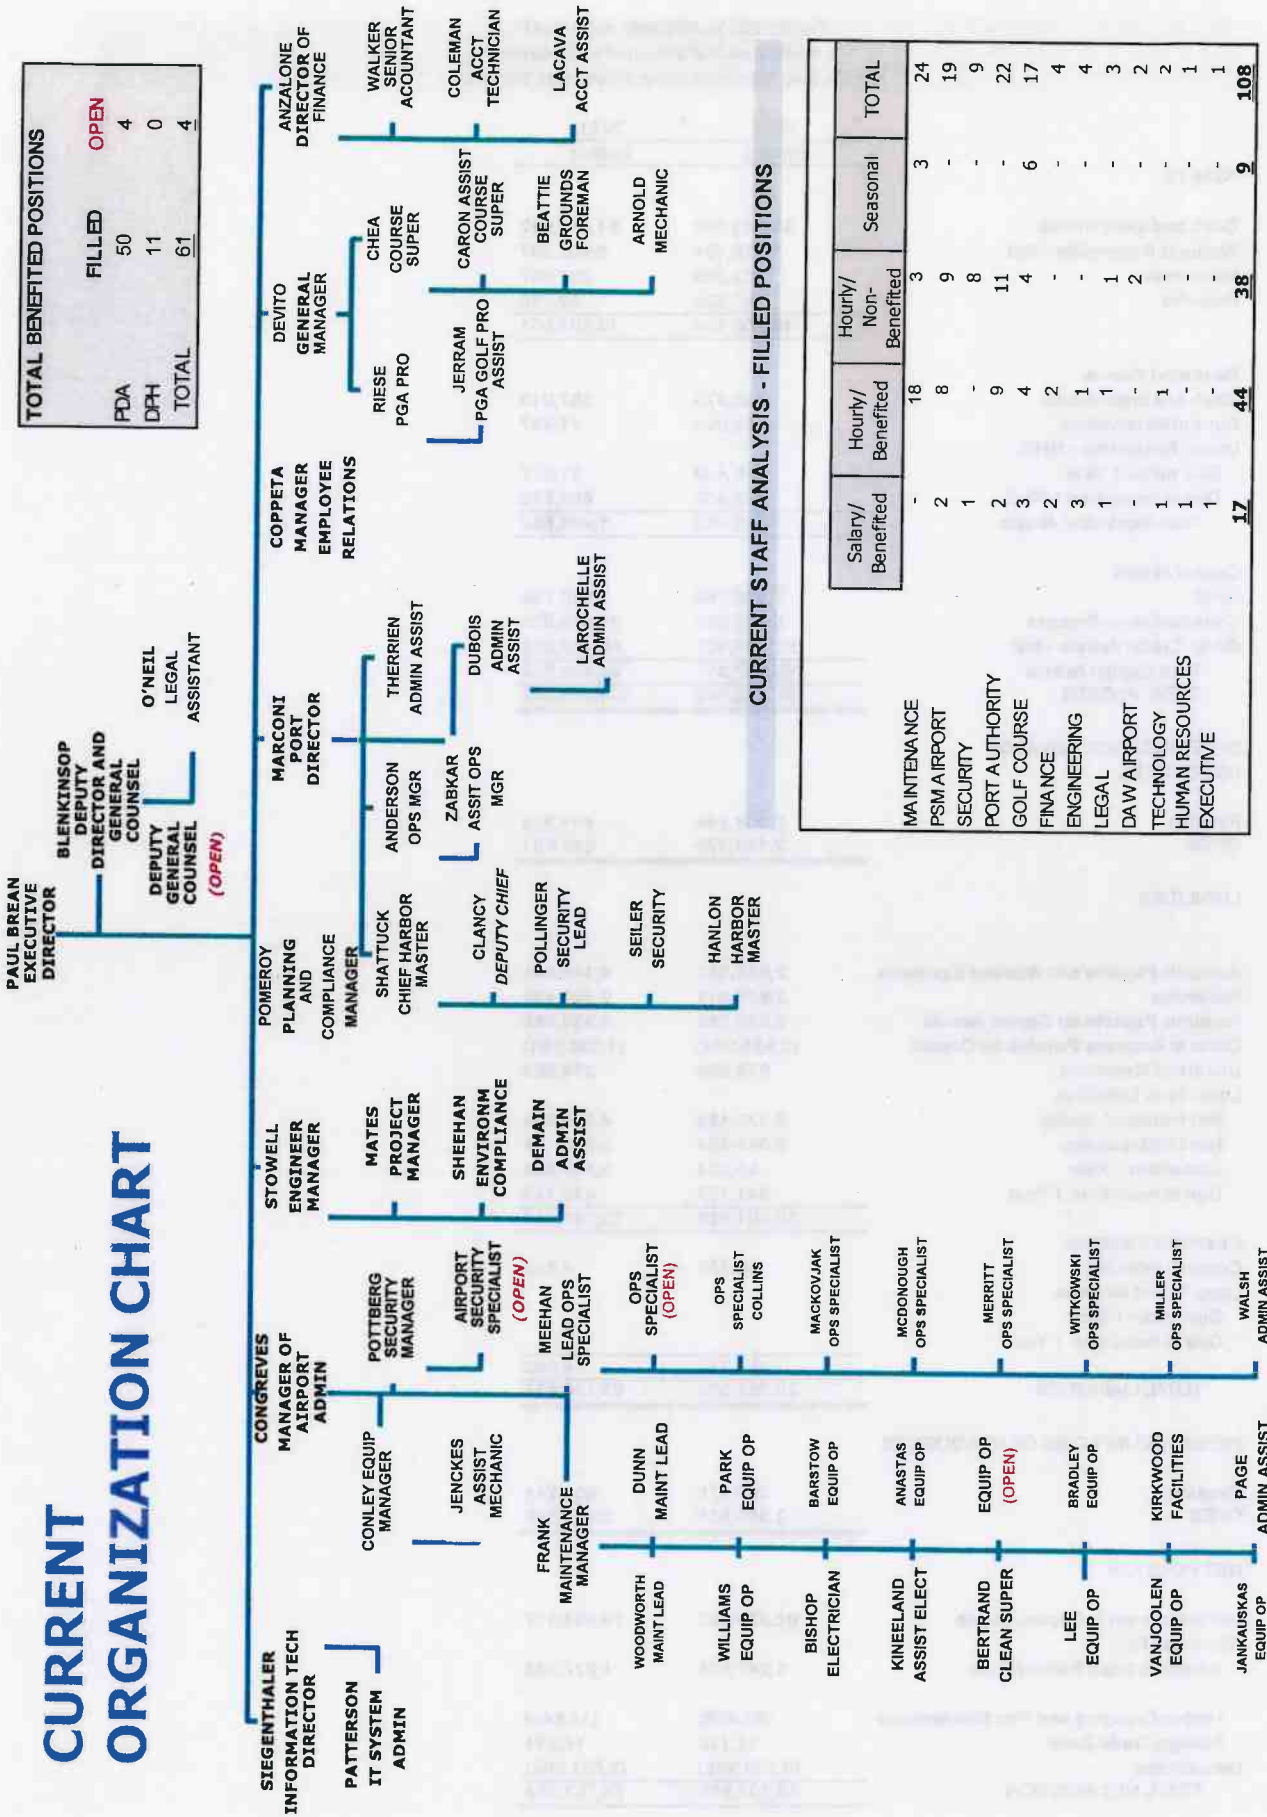 CURRENT
ORGANIZATION CHART
PAUL BREAN
EXECUTIVE
DIRECTOR
BLENKINSOP
DEPUTY
DIRECTOR AND
GENERAL
COUNSEL
DEPUTY
GENERAL
COUNSEL
(OPEN)
O'NEIL
LEGAL
ASSISTANT
TOTAL BENEFITED POSITIONS
FILLED OPEN
PDA 50 4
DPH 11 0
TOTAL 61 4
SIEGENTHALER
INFORMATION TECH
DIRECTOR
PATTERSON
IT SYSTEM
ADMIN
CONGREVES
MANAGER OF
AIRPORT
ADMIN
CONLEY EQUIP
MANAGER
JENCKES
ASSIST
MECHANIC
POTTBERG
SECURITY
MANAGER
AIRPORT
SECURITY
SPECIALIST
(OPEN)
FRANK
MAINTENANCE
MANAGER
MEEHAN
LEAD OPS
SPECIALIST
WOODWORTH
MAINT LEAD
DUNN
MAINT LEAD
WILLIAMS
EQUIP OP
PARK
EQUIP OP
BISHOP
ELECTRICIAN
BARSTOW
EQUIP OP
KINEELAND
ASSIST ELECT
ANASTAS
EQUIP OP
BERTRAND
CLEAN SUPER
EQUIP OP
(OPEN)
LEE
EQUIP OP
BRADLEY
EQUIP OP
VANJOOLEN
EQUIP OP
KIRKWOOD
FACILITIES
JANKAUSKAS
EQUIP OP
PAGE
ADMIN ASSIST
OPS
SPECIALIST
(OPEN)
OPS
SPECIALIST
COLLINS
MACKOVJAK
OPS SPECIALIST
MCDONOUGH
OPS SPECIALIST
MERRITT
OPS SPECIALIST
WITKOWSKI
OPS SPECIALIST
MILLER
OPS SPECIALIST
WALSH
ADMIN ASSIST
STOWELL
ENGINEER
MANAGER
MATES
PROJECT
MANAGER
SHEEHAN
ENVIRONM
COMPLIANCE
DEMAIN
ADMIN
ASSIST
POMEROY
PLANNING
AND
COMPLIANCE
MANAGER
MARCONI
PORT
DIRECTOR
SHATTUCK
CHIEF HARBOR
MASTER
CLANCY
DEPUTY CHIEF
POLLINGER
SECURITY
LEAD
SEILER
SECURITY
HANLON
HARBOR
MASTER
ANDERSON
OPS MGR
ZABKAR
ASSIT OPS
MGR
THERRIEN
ADMIN ASSIST
DUBOIS
ADMIN
ASSIST
LAROCHELLE
ADMIN ASSIST
COPPETA
MANAGER
EMPLOYEE
RELATIONS
DEVITO
GENERAL
MANAGER
RIESE
PGA PRO
JERRAM
PGA GOLF PRO
ASSIST
CHEA
COURSE
SUPER
CARON ASSIST
COURSE
SUPER
BEATTIE
GROUNDS
FOREMAN
ARNOLD
MECHANIC
ANZALONE
DIRECTOR OF
FINANCE
WALKER
SENIOR
ACOUNTANT
COLEMAN
ACCT
TECHNICIAN
LACAVA
ACCT ASSIST
CURRENT STAFF ANALYSIS - FILLED POSITIONS
Salary/ Benefited Hourly/ Benefited Hourly/ Non- Benefited Seasonal TOTAL
MAINTENANCE - 18 3 3 24
PSM AIRPORT 2 8 9 - 19
SECURITY 1 - 8 - 9
PORT AUTHORITY 2 9 11 - 22
GOLF COURSE 3 4 4 6 17
FINANCE 2 2 - - 4
ENGINEERING 3 1 - - 4
LEGAL 1 1 1 - 3
DAW AIRPORT - - 2 - 2
TECHNOLOGY 1 1 - - 2
HUMAN RESOURCES 1 - - - 1
EXECUTIVE 1 - - - 1
17 44 38 9 108